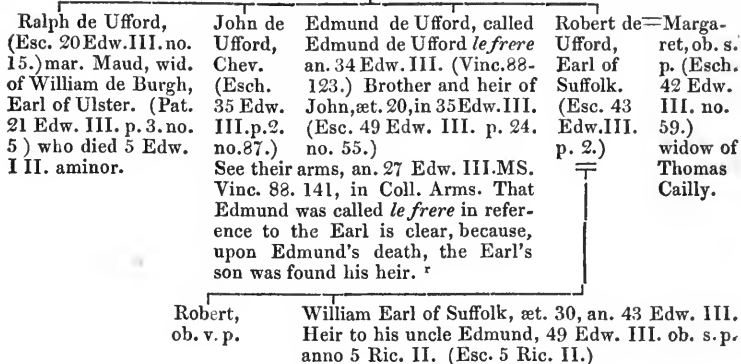 Ralph de Ufford,
(Esc. 20 Edw. III. no.
15.) mar. Maud, wid.
of William de Burgh,
Earl of Ulster. (Pat.
21 Edw. III. p. 3. no.
5 ) who died 5 Edw.
I II. aminor.
John de
Ufford,
Chev.
(Esch.
35 Edw.
III. p. 2.
no. 87.)
Edmund de Ufford, called
Edmund de Ufford le frere
an. 34 Edw. III. (Vinc. 88-
123.) Brother and heir of
John, æt. 20, in 35 Edw. III.
(Esc. 49 Edw. III. p. 24.
no. 55.)
See their arms, an. 27 Edw. III. MS.
Vinc. 88. 141, in Coll. Arms. That
Edmund was called le frere in refer-
ence to the Earl is clear, because,
upon Edmund's death, the Earl's
son was found his heir. r
Robert de
Ufford,
Earl of
Suffolk.
(Esc. 43
Edw. III.
p. 2.)
Marga-
ret, ob. s.
p. (Esch.
42 Edw.
III. no.
59.)
widow of
Thomas
Cailly.
Robert,
ob. v. p.
William Earl of Suffolk, æt. 30, an. 43 Edw. III.
Heir to his uncle Edmund, 49 Edw. III. ob. s. p.
anno 5 Ric. II. (Esc. 5 Ric. II.)